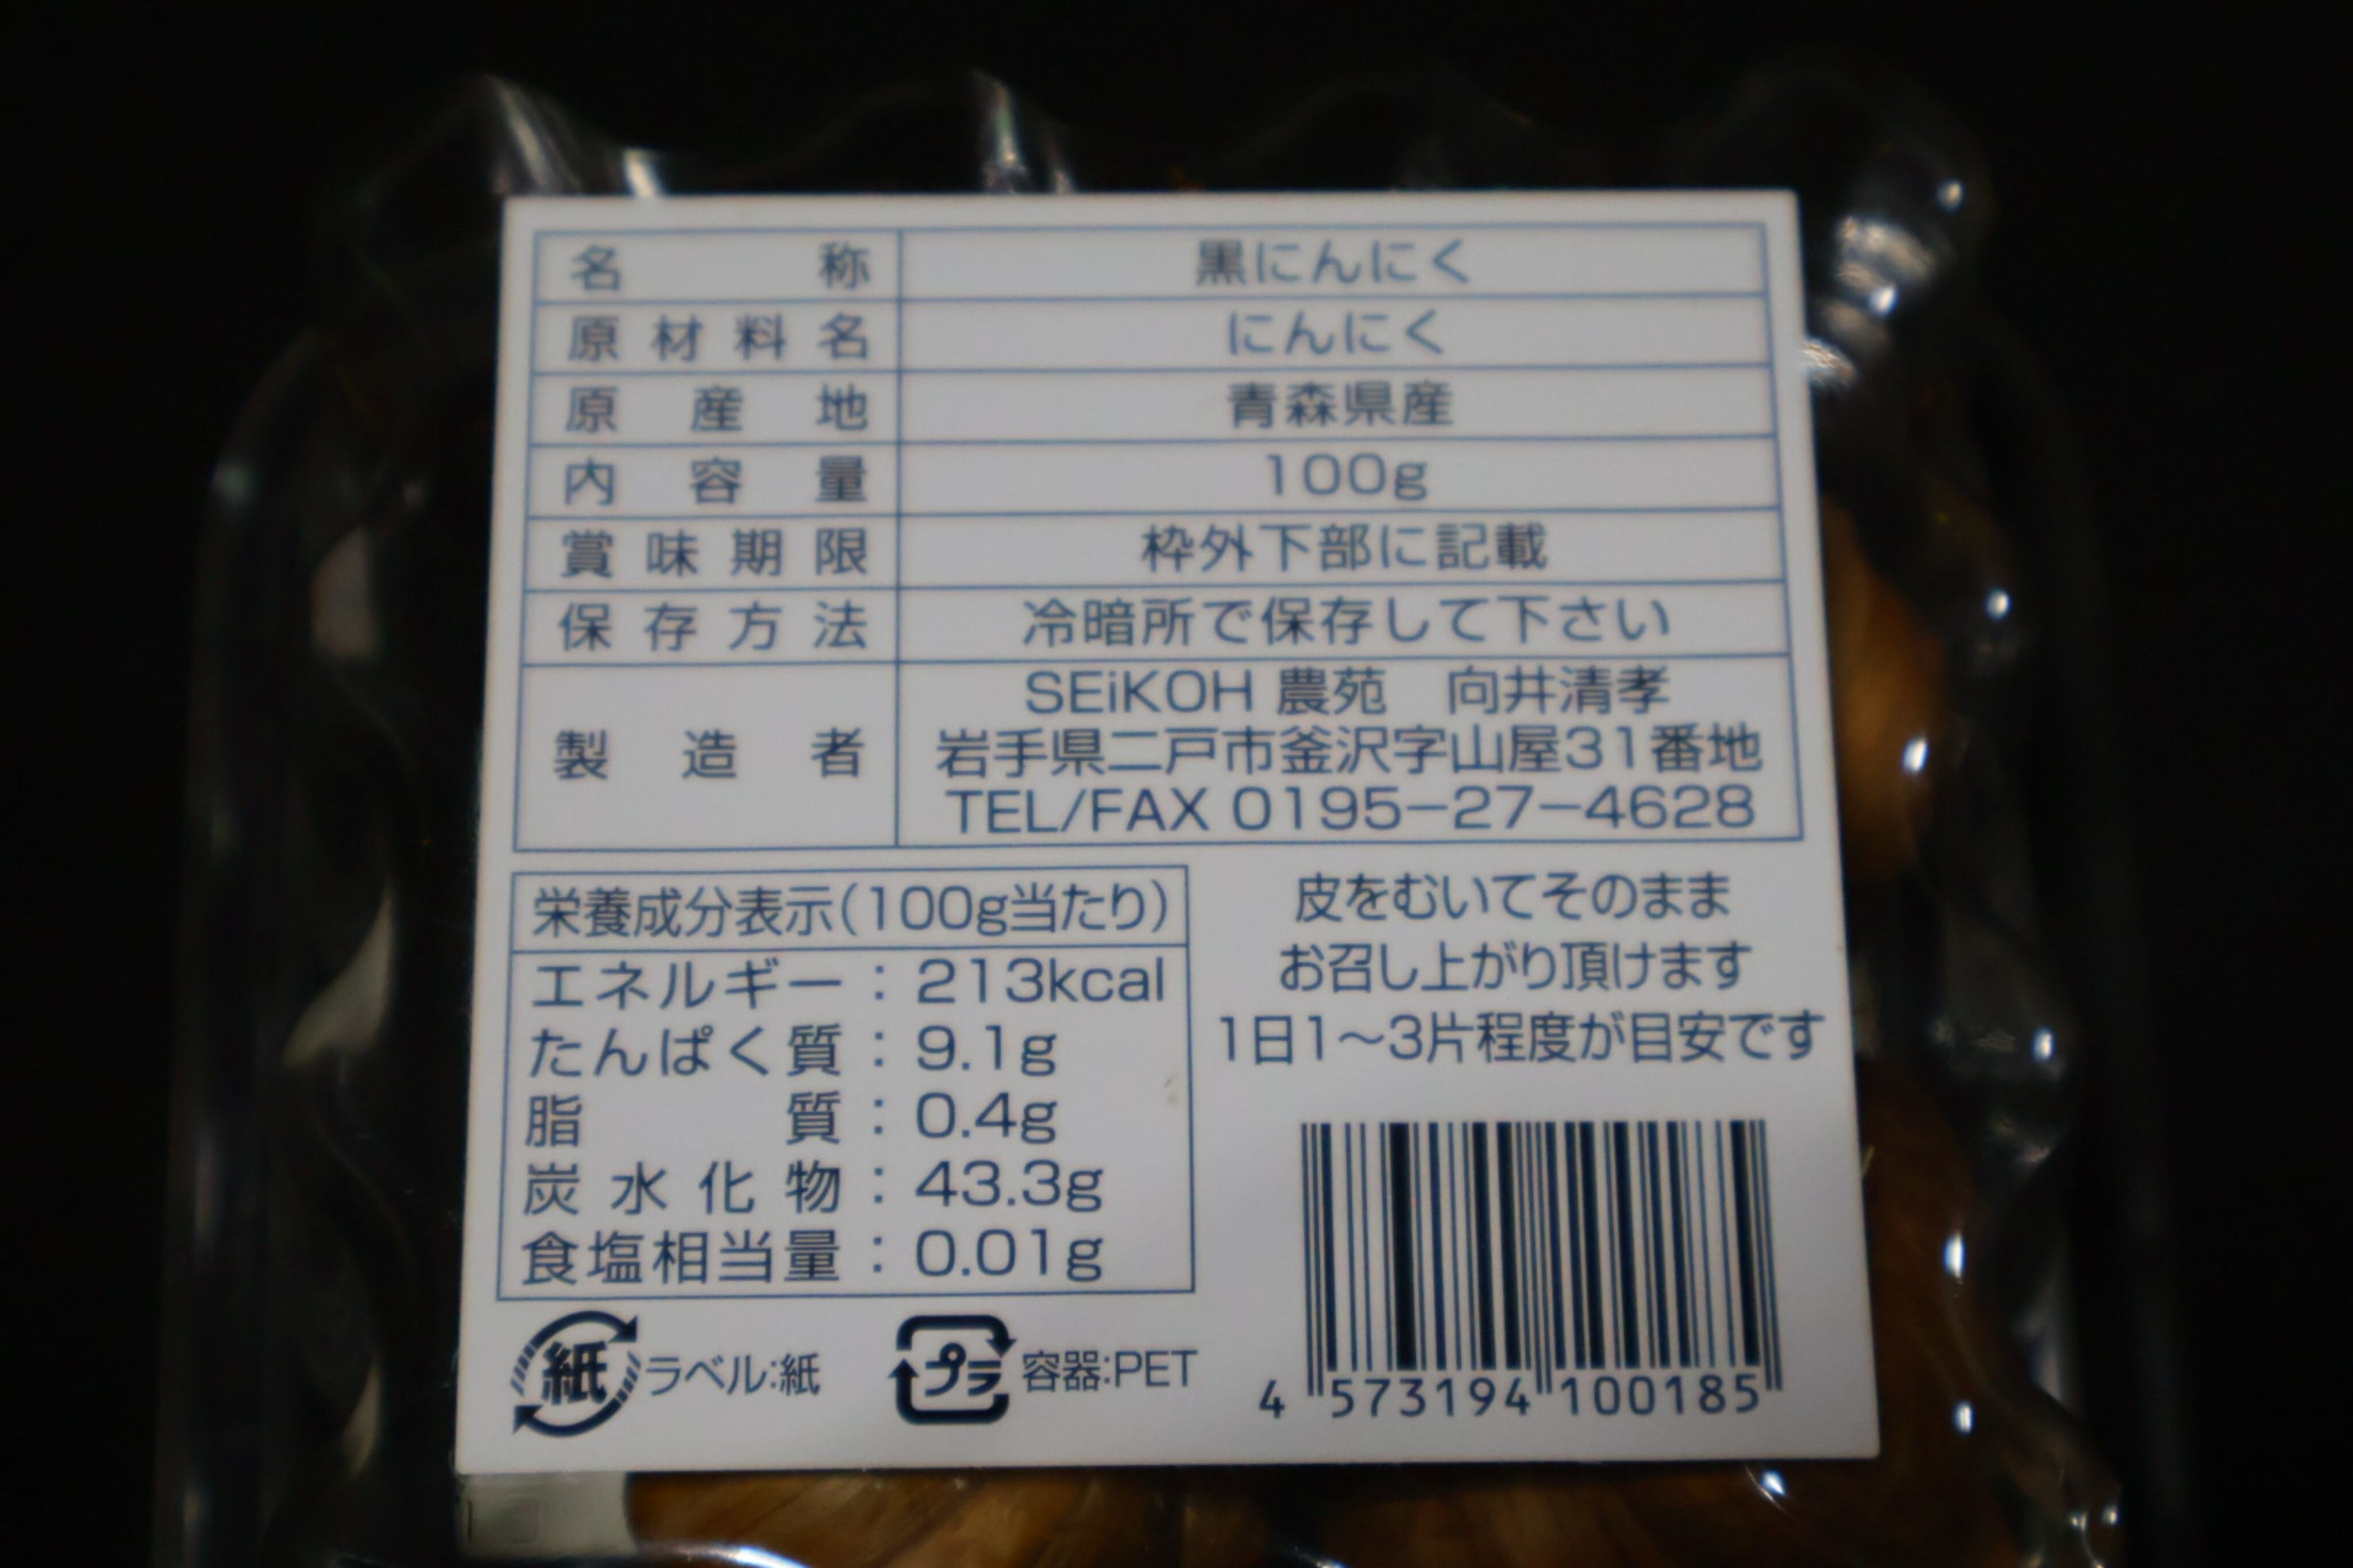 名称 黒にんにく
原材料名 にんにく
原産地 青森県産
内容量 100g
賞味期限 枠外下部に記載
保存方法 冷暗所で保存して下さい
製造者 SEiKOH 農苑 向井清孝
岩手県二戸市釜沢字山屋31番地
TEL/FAX 0195-27-4628
栄養成分表示(100g当たり)
エネルギー:213kcal
たんぱく質:9.1g
脂質:0.4g
炭水化物:43.3g
食塩相当量:0.01g
皮をむいてそのまま
お召し上がり頂けます
1日1〜3片程度が目安です
紙 ラベル:紙
プラ 容器:PET
4 573194 100185